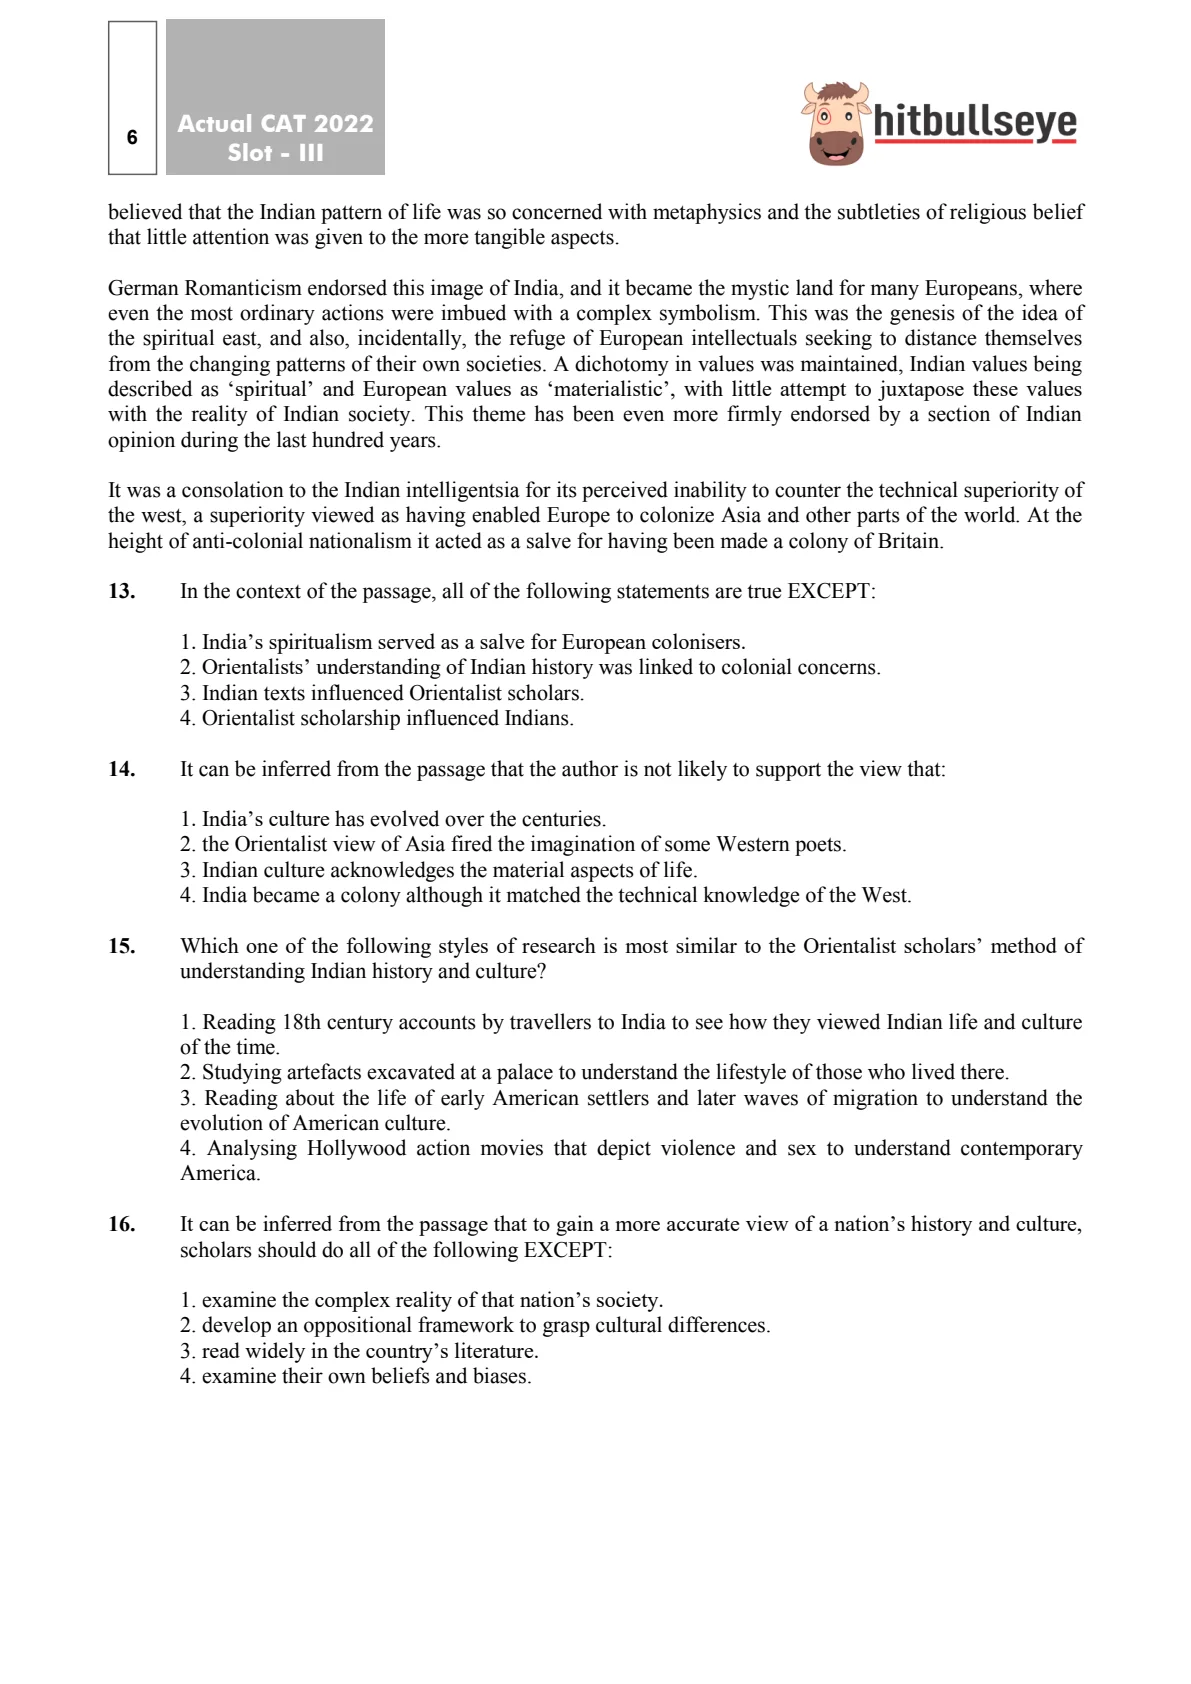 6
Actual CAT 2022
Slot - III
hitbullseye
believed that the Indian pattern of life was so concerned with metaphysics and the subtleties of religious belief
that little attention was given to the more tangible aspects.
German Romanticism endorsed this image of India, and it became the mystic land for many Europeans, where
even the most ordinary actions were imbued with a complex symbolism. This was the genesis of the idea of
the spiritual east, and also, incidentally, the refuge of European intellectuals seeking to distance themselves
from the changing patterns of their own societies. A dichotomy in values was maintained, Indian values being
described as ‘spiritual’ and European values as ‘materialistic’, with little attempt to juxtapose these values
with the reality of Indian society. This theme has been even more firmly endorsed by a section of Indian
opinion during the last hundred years.
It was a consolation to the Indian intelligentsia for its perceived inability to counter the technical superiority of
the west, a superiority viewed as having enabled Europe to colonize Asia and other parts of the world. At the
height of anti-colonial nationalism it acted as a salve for having been made a colony of Britain.
13. In the context of the passage, all of the following statements are true EXCEPT:
1. India’s spiritualism served as a salve for European colonisers.
2. Orientalists’ understanding of Indian history was linked to colonial concerns.
3. Indian texts influenced Orientalist scholars.
4. Orientalist scholarship influenced Indians.
14. It can be inferred from the passage that the author is not likely to support the view that:
1. India’s culture has evolved over the centuries.
2. the Orientalist view of Asia fired the imagination of some Western poets.
3. Indian culture acknowledges the material aspects of life.
4. India became a colony although it matched the technical knowledge of the West.
15. Which one of the following styles of research is most similar to the Orientalist scholars’ method of
understanding Indian history and culture?
1. Reading 18th century accounts by travellers to India to see how they viewed Indian life and culture
of the time.
2. Studying artefacts excavated at a palace to understand the lifestyle of those who lived there.
3. Reading about the life of early American settlers and later waves of migration to understand the
evolution of American culture.
4. Analysing Hollywood action movies that depict violence and sex to understand contemporary
America.
16. It can be inferred from the passage that to gain a more accurate view of a nation’s history and culture,
scholars should do all of the following EXCEPT:
1. examine the complex reality of that nation’s society.
2. develop an oppositional framework to grasp cultural differences.
3. read widely in the country’s literature.
4. examine their own beliefs and biases.